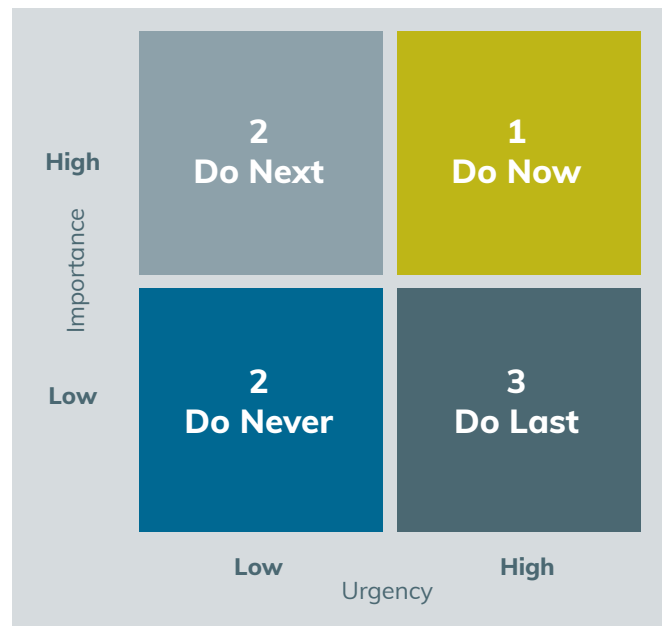 2
Do Next
1
Do Now
High
Importance
Low
2
Do Never
3
Do Last
Low
High
Urgency